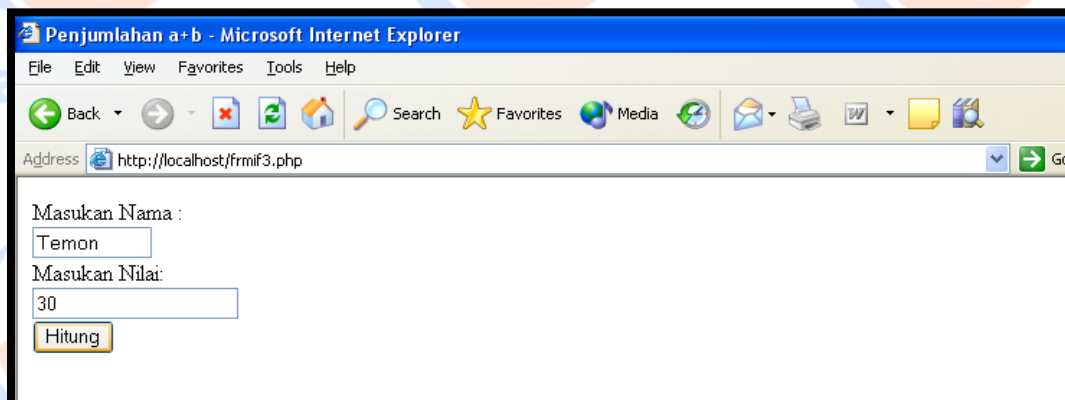 Penjumlahan a+b - Microsoft Internet Explorer
File Edit View Favorites Tools Help
Back Search Favorites Media
Address http://localhost/frmif3.php
Masukan Nama :
Temon
Masukan Nilai:
30
Hitung